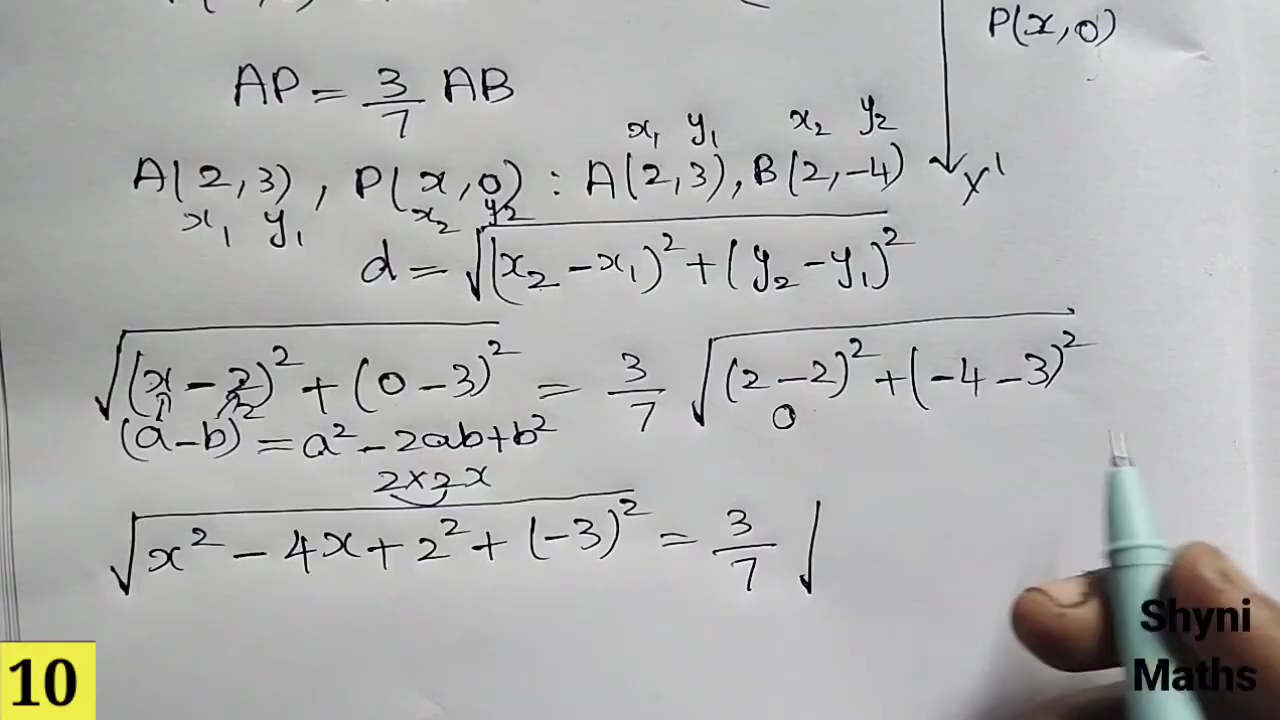 P(x, 0)
AP = 3/7 AB
x₁ y₁ x₂ y₂
A(2, 3), P(x, 0) : A(2, 3), B(2, -4)
x₁ y₁ x₂ y₂
d = √((x₂ - x₁)² + (y₂ - y₁)²)
√((x - 2)² + (0 - 3)²) = 3/7 √((2 - 2)² + (-4 - 3)²)
0
(a - b)² = a² - 2ab + b²
2 × 2x
√(x² - 4x + 2² + (-3)²) = 3/7 √
Shyni
Maths
10